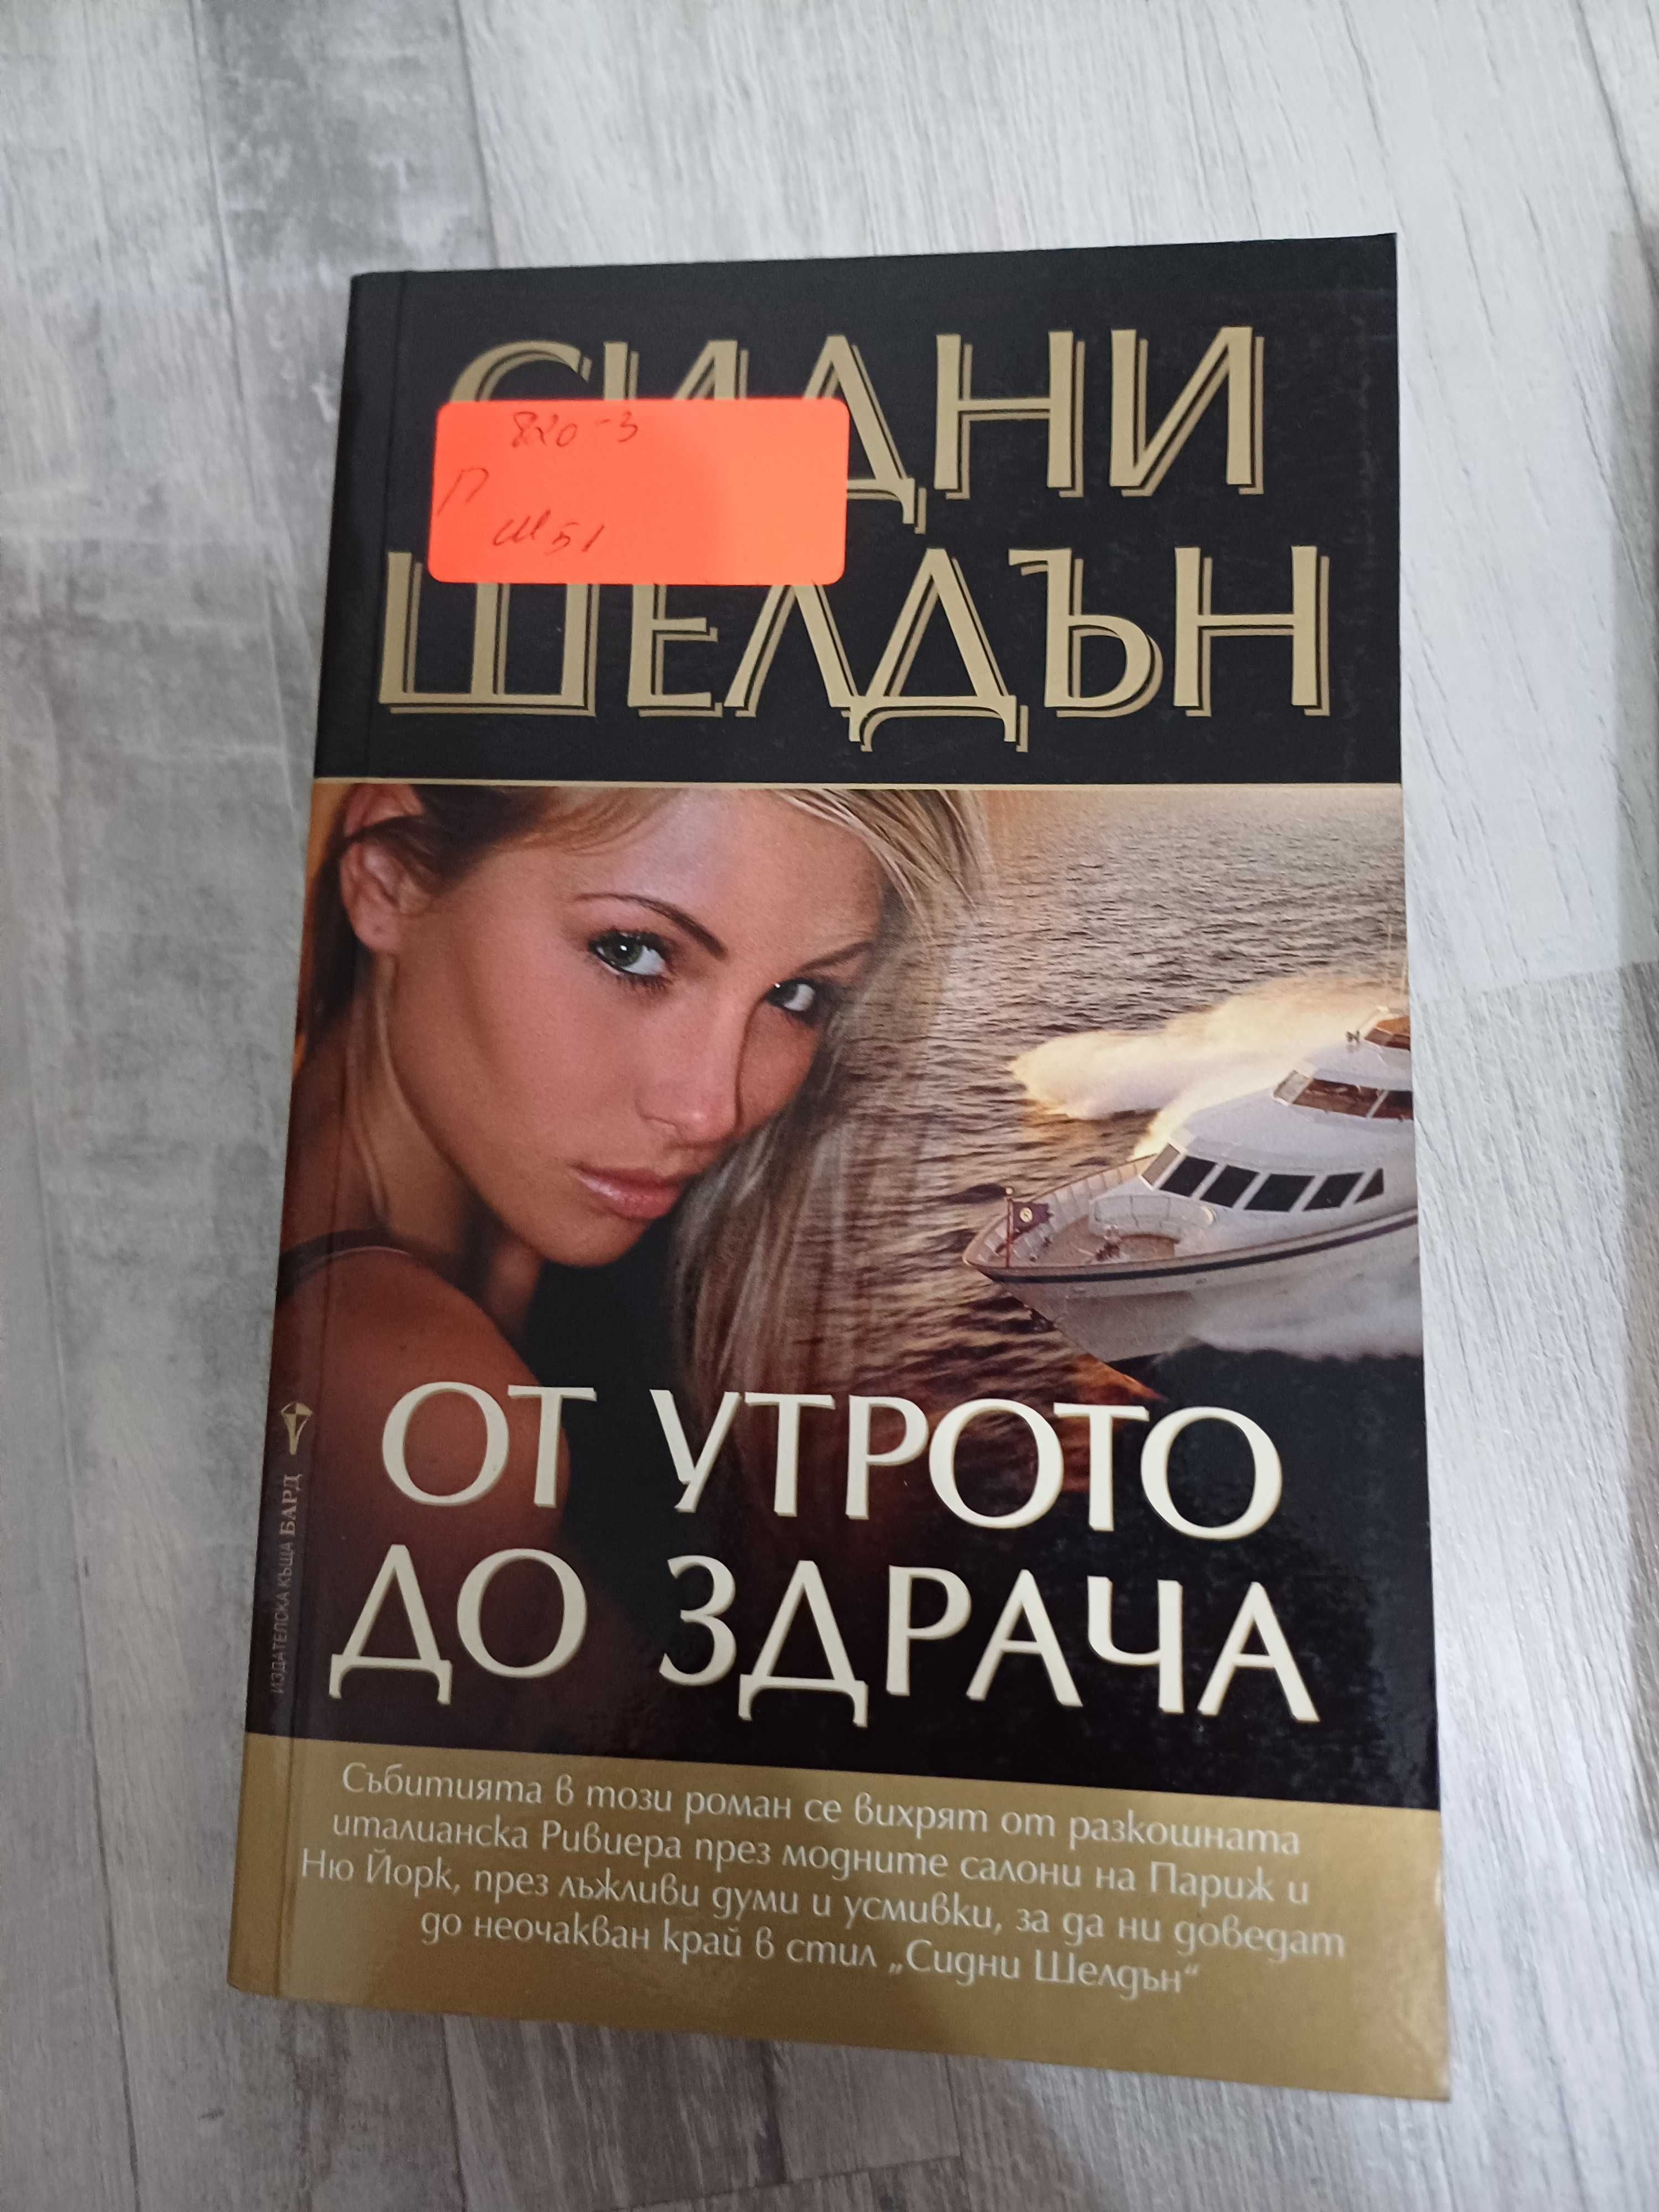 СИДНИ
820-3
П
Ш51
ШЕЛДЪН
ОТ УТРОТО
ДО ЗДРАЧА
ИЗДАТЕЛСКА КЪЩА БАРД
Събитията в този роман се вихрят от разкошната
италианска Ривиера през модните салони на Париж и
Ню Йорк, през лъжливи думи и усмивки, за да ни доведат
до неочакван край в стил „Сидни Шелдън“